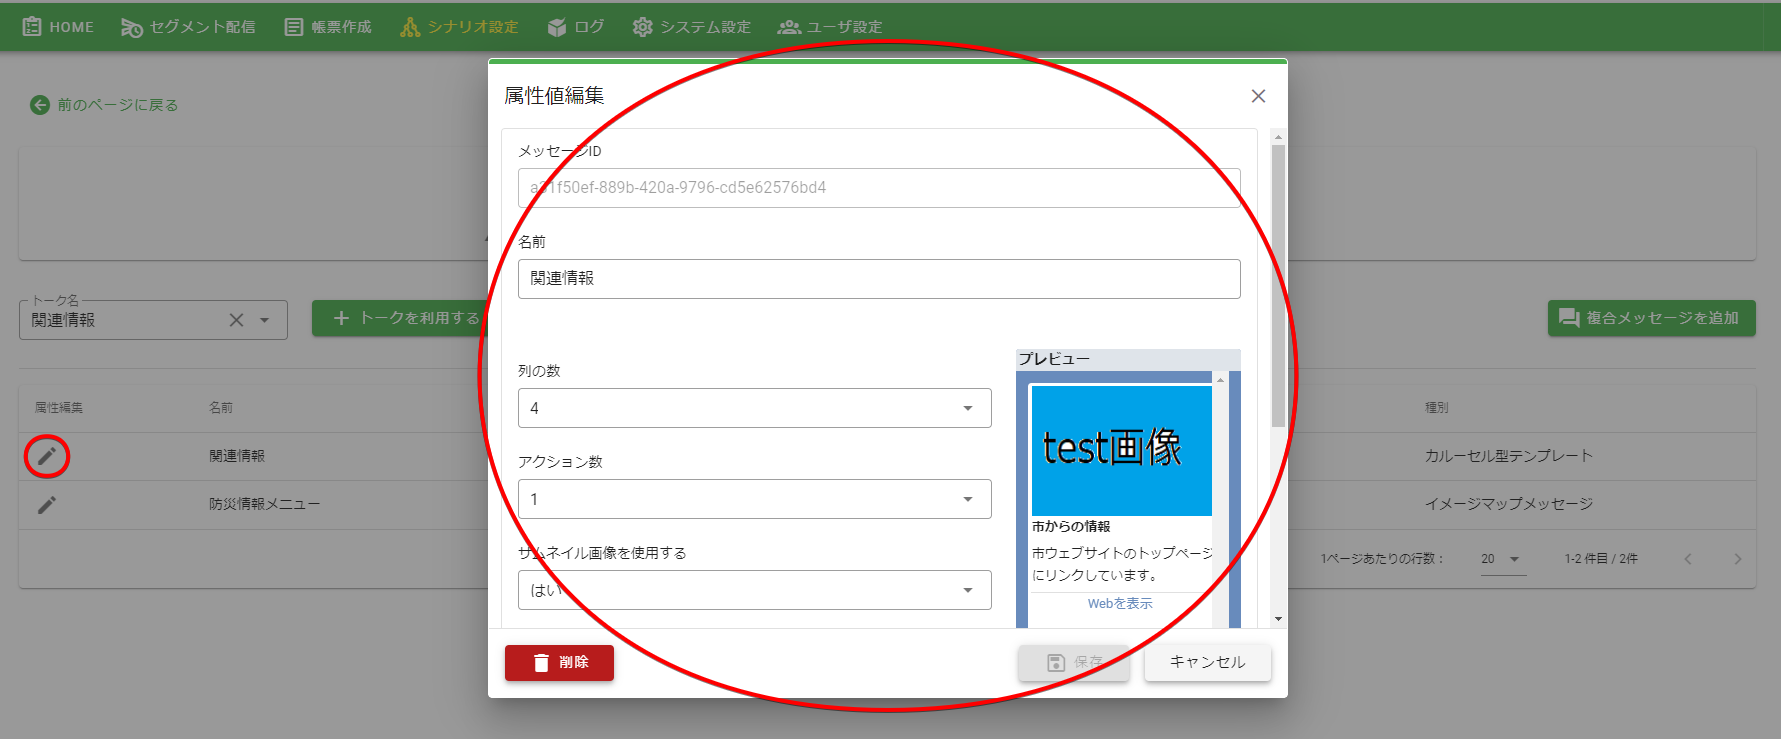 HOME セグメント配信 帳票作成 シナリオ設定 ログ システム設定 ユーザ設定
前のページに戻る
トーク名
関連情報
トークを利用する
複合メッセージを追加
属性編集 名前 種別
関連情報 カルーセル型テンプレート
防災情報メニュー イメージマップメッセージ
1ページあたりの行数： 20 1-2 件目 / 2件
属性値編集
メッセージID
a31f50ef-889b-420a-9796-cd5e62576bd4
名前
関連情報
列の数
4
アクション数
1
サムネイル画像を使用する
はい
プレビュー
test画像
市からの情報
市ウェブサイトのトップページ
にリンクしています。
Webを表示
削除 保存 キャンセル